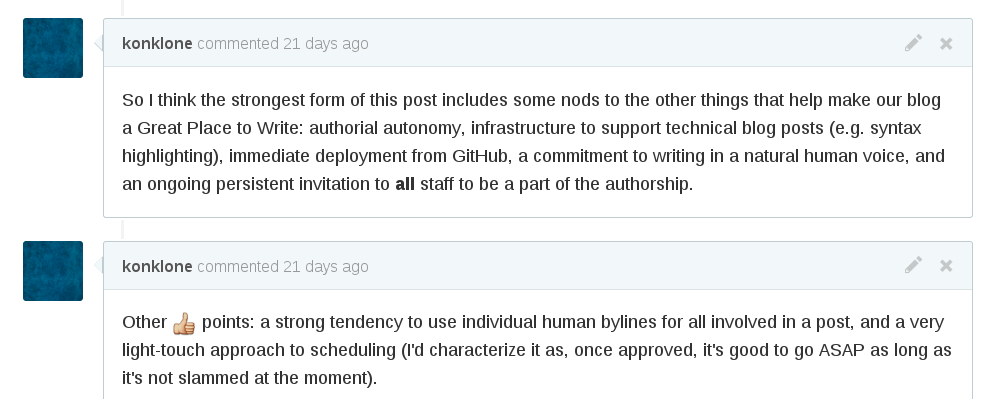 konklone commented 21 days ago
So I think the strongest form of this post includes some nods to the other things that help make our blog
a Great Place to Write: authorial autonomy, infrastructure to support technical blog posts (e.g. syntax
highlighting), immediate deployment from GitHub, a commitment to writing in a natural human voice, and
an ongoing persistent invitation to all staff to be a part of the authorship.
konklone commented 21 days ago
Other 👍 points: a strong tendency to use individual human bylines for all involved in a post, and a very
light-touch approach to scheduling (I'd characterize it as, once approved, it's good to go ASAP as long as
it's not slammed at the moment).